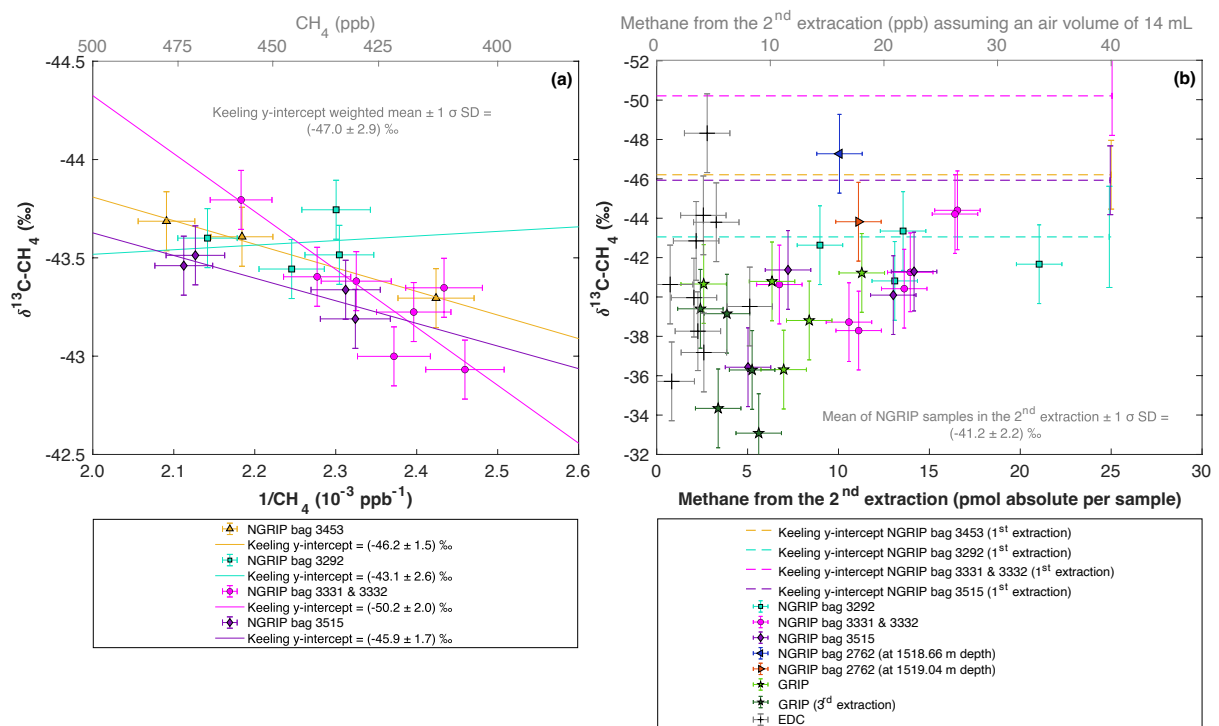 CH4 (ppb)
500 475 450 425 400
(a)
Keeling y-intercept weighted mean ± 1 σ SD =
(-47.0 ± 2.9) ‰
δ13C-CH4 (‰)
-44.5
-44
-43.5
-43
-42.5
2.0 2.1 2.2 2.3 2.4 2.5 2.6
1/CH4 (10-3 ppb-1)
NGRIP bag 3453
Keeling y-intercept = (-46.2 ± 1.5) ‰
NGRIP bag 3292
Keeling y-intercept = (-43.1 ± 2.6) ‰
NGRIP bag 3331 & 3332
Keeling y-intercept = (-50.2 ± 2.0) ‰
NGRIP bag 3515
Keeling y-intercept = (-45.9 ± 1.7) ‰
Methane from the 2nd extracation (ppb) assuming an air volume of 14 mL
0 10 20 30 40
(b)
δ13C-CH4 (‰)
-52
-50
-48
-46
-44
-42
-40
-38
-36
-34
-32
Mean of NGRIP samples in the 2nd extraction ± 1 σ SD =
(-41.2 ± 2.2) ‰
0 5 10 15 20 25 30
Methane from the 2nd extraction (pmol absolute per sample)
Keeling y-intercept NGRIP bag 3453 (1st extraction)
Keeling y-intercept NGRIP bag 3292 (1st extraction)
Keeling y-intercept NGRIP bag 3331 & 3332 (1st extraction)
Keeling y-intercept NGRIP bag 3515 (1st extraction)
NGRIP bag 3292
NGRIP bag 3331 & 3332
NGRIP bag 3515
NGRIP bag 2762 (at 1518.66 m depth)
NGRIP bag 2762 (at 1519.04 m depth)
GRIP
GRIP (3rd extraction)
EDC